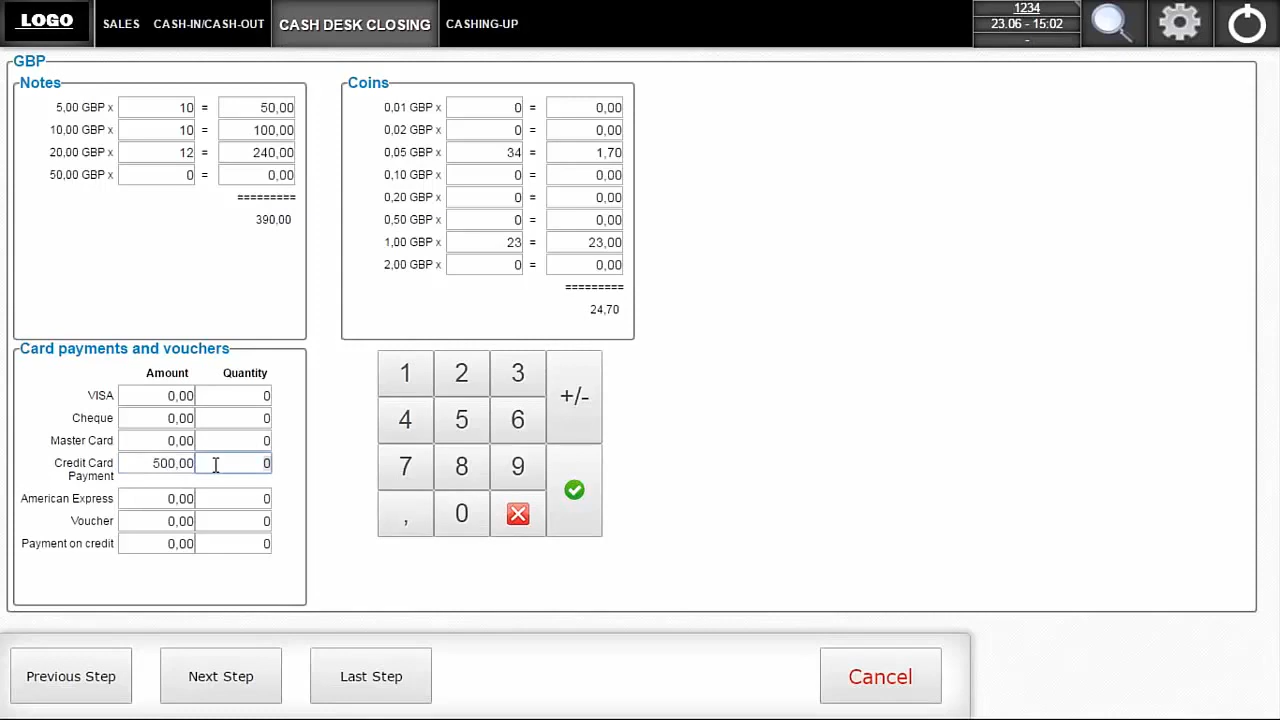 LOGO SALES CASH-IN/CASH-OUT CASH DESK CLOSING CASHING-UP
1234
23.06 - 15:02
-
GBP
Notes
5,00 GBP x 10 = 50,00
10,00 GBP x 10 = 100,00
20,00 GBP x 12 = 240,00
50,00 GBP x 0 = 0,00
=========
390,00
Coins
0,01 GBP x 0 = 0,00
0,02 GBP x 0 = 0,00
0,05 GBP x 34 = 1,70
0,10 GBP x 0 = 0,00
0,20 GBP x 0 = 0,00
0,50 GBP x 0 = 0,00
1,00 GBP x 23 = 23,00
2,00 GBP x 0 = 0,00
=========
24,70
Card payments and vouchers
Amount Quantity
VISA 0,00 0
Cheque 0,00 0
Master Card 0,00 0
Credit Card 500,00 0
Payment
American Express 0,00 0
Voucher 0,00 0
Payment on credit 0,00 0
1 2 3 +/-
4 5 6
7 8 9
, 0
Previous Step Next Step Last Step Cancel